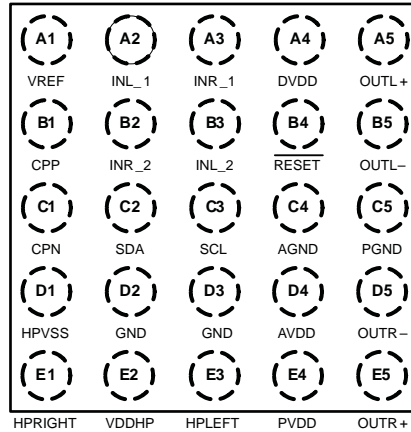 A1 A2 A3 A4 A5
VREF INL_1 INR_1 DVDD OUTL+
B1 B2 B3 B4 B5
CPP INR_2 INL_2 RESET OUTL–
C1 C2 C3 C4 C5
CPN SDA SCL AGND PGND
D1 D2 D3 D4 D5
HPVSS GND GND AVDD OUTR–
E1 E2 E3 E4 E5
HPRIGHT VDDHP HPLEFT PVDD OUTR+